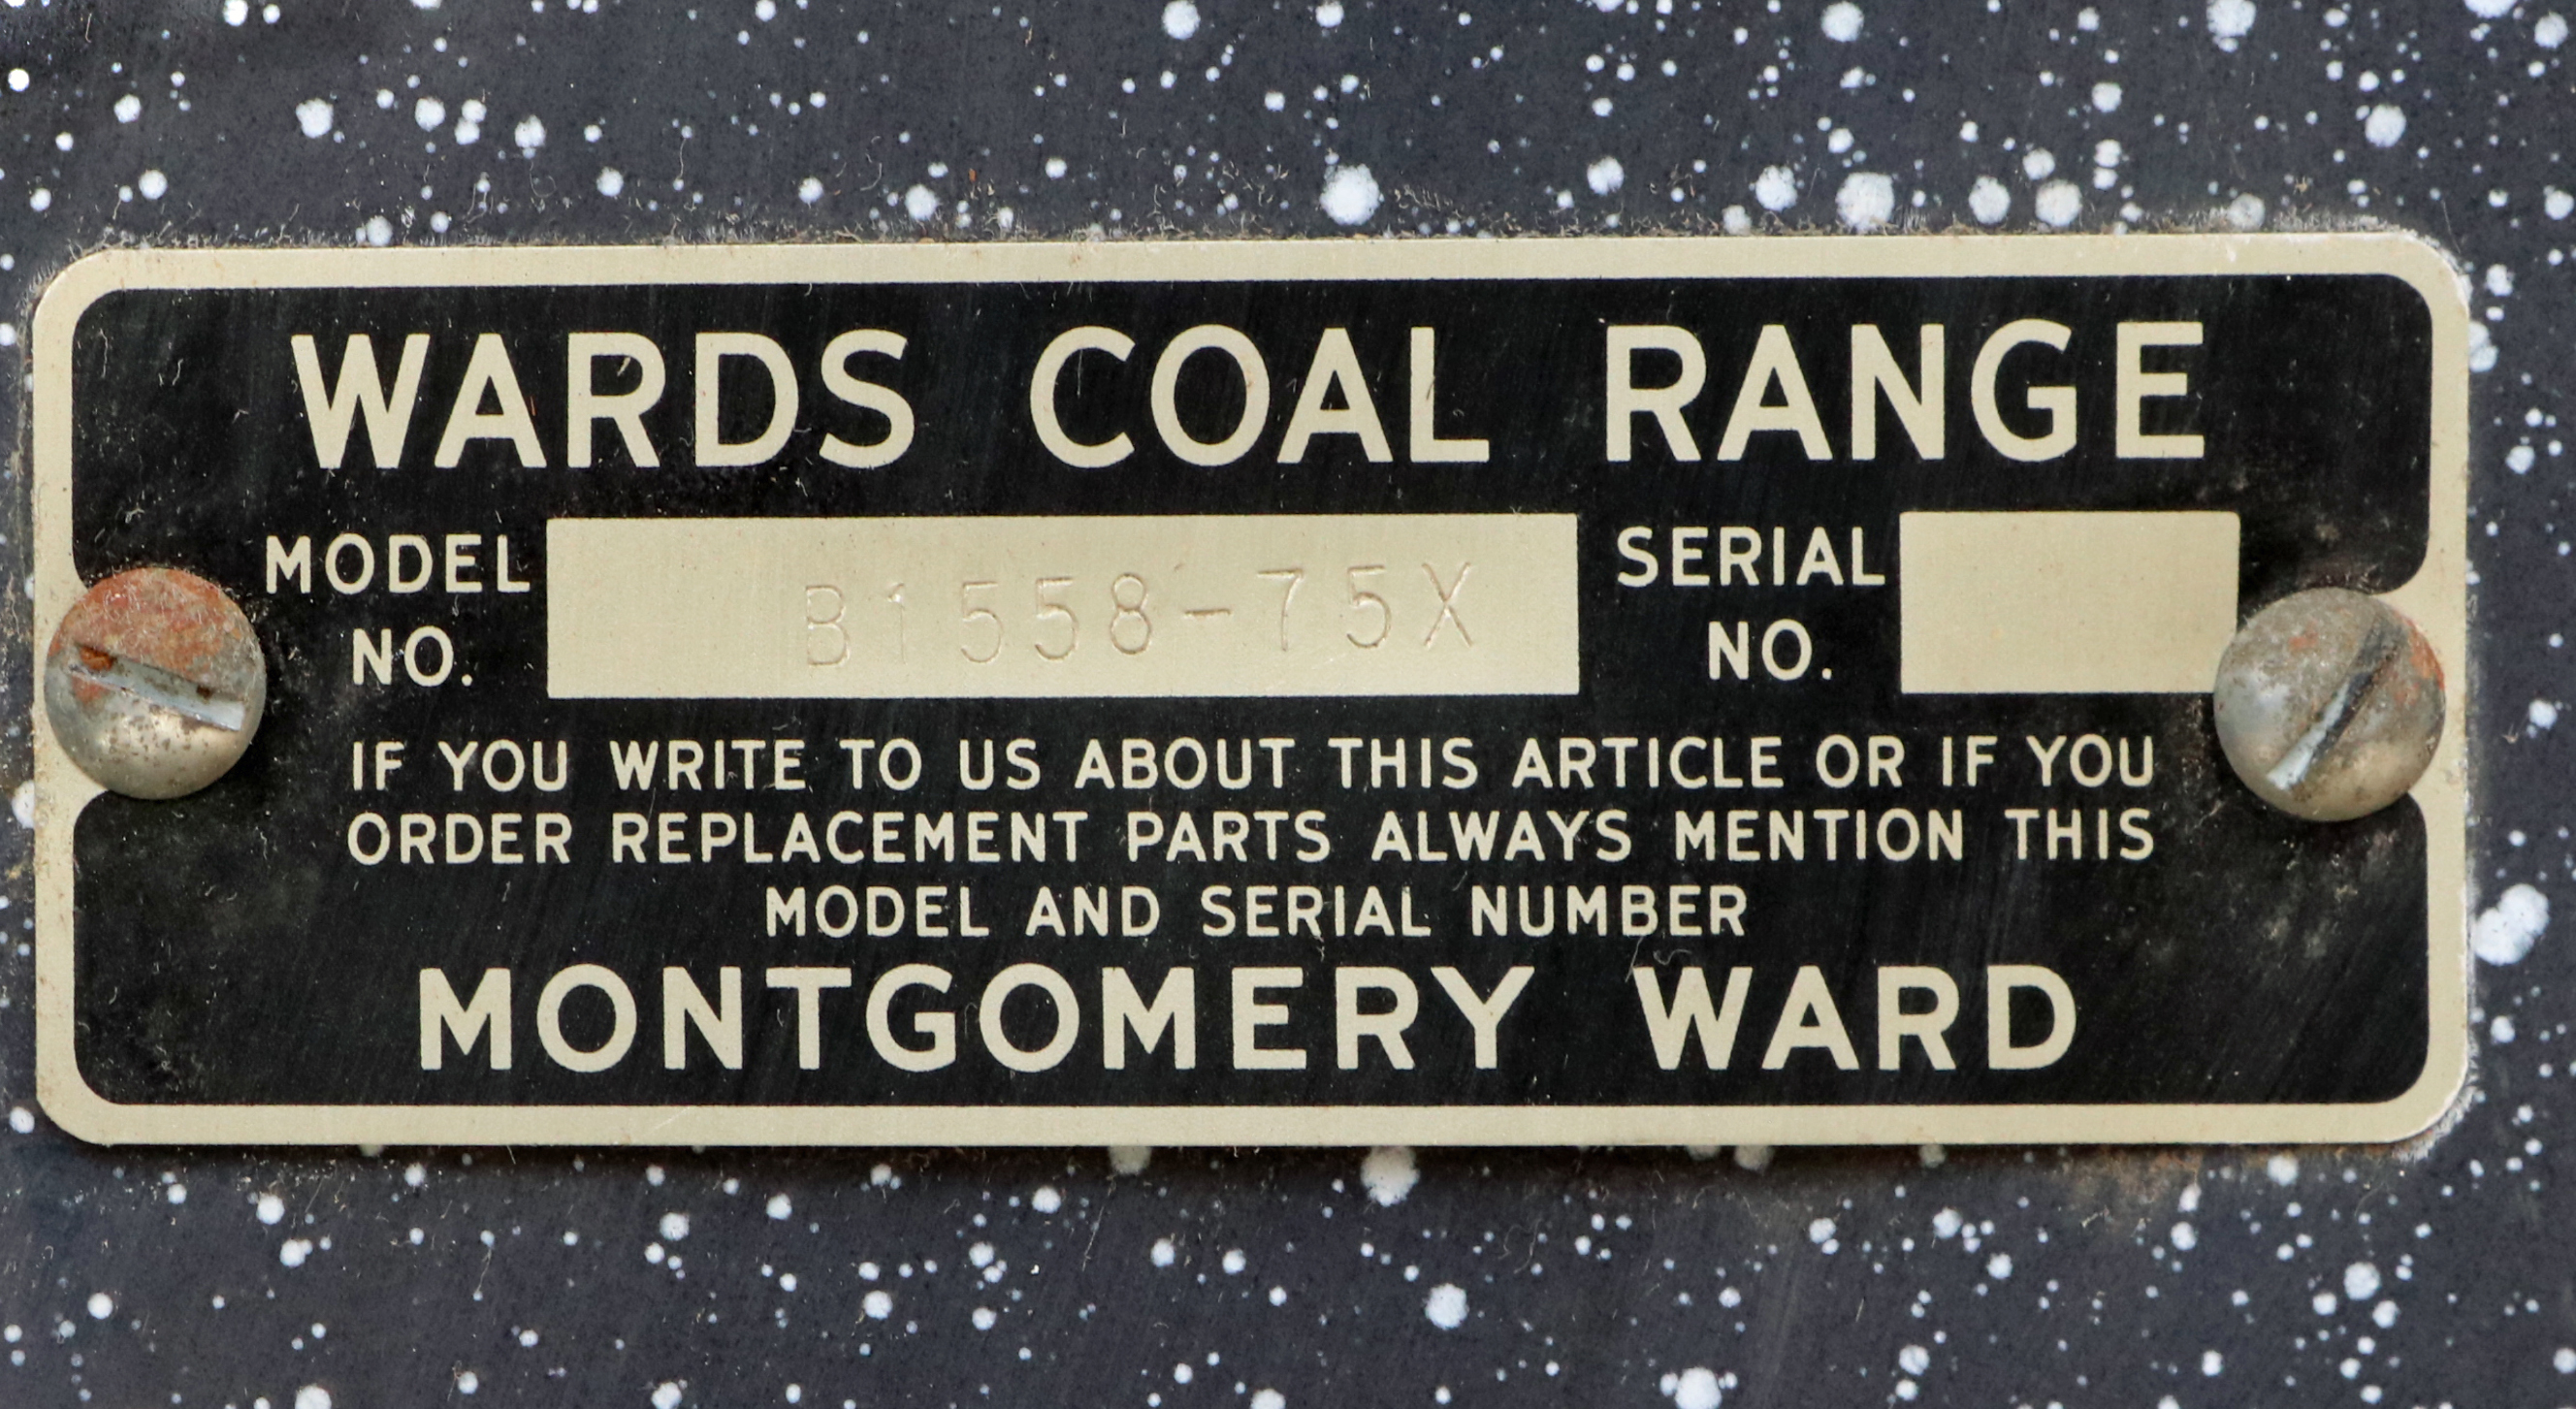 WARDS COAL RANGE
MODEL NO. B1558-75X SERIAL NO.
IF YOU WRITE TO US ABOUT THIS ARTICLE OR IF YOU
ORDER REPLACEMENT PARTS ALWAYS MENTION THIS
MODEL AND SERIAL NUMBER
MONTGOMERY WARD